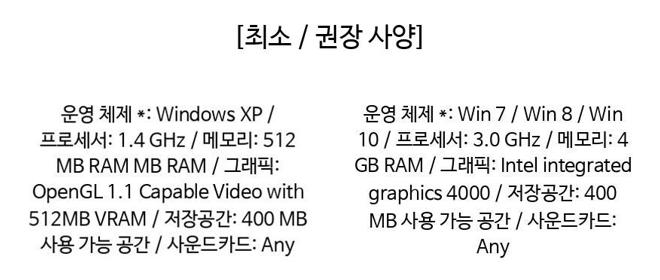 [최소 / 권장 사양]
운영 체제 *: Windows XP /
프로세서: 1.4 GHz / 메모리: 512
MB RAM MB RAM / 그래픽:
OpenGL 1.1 Capable Video with
512MB VRAM / 저장공간: 400 MB
사용 가능 공간 / 사운드카드: Any
운영 체제 *: Win 7 / Win 8 / Win
10 / 프로세서: 3.0 GHz / 메모리: 4
GB RAM / 그래픽: Intel integrated
graphics 4000 / 저장공간: 400
MB 사용 가능 공간 / 사운드카드:
Any